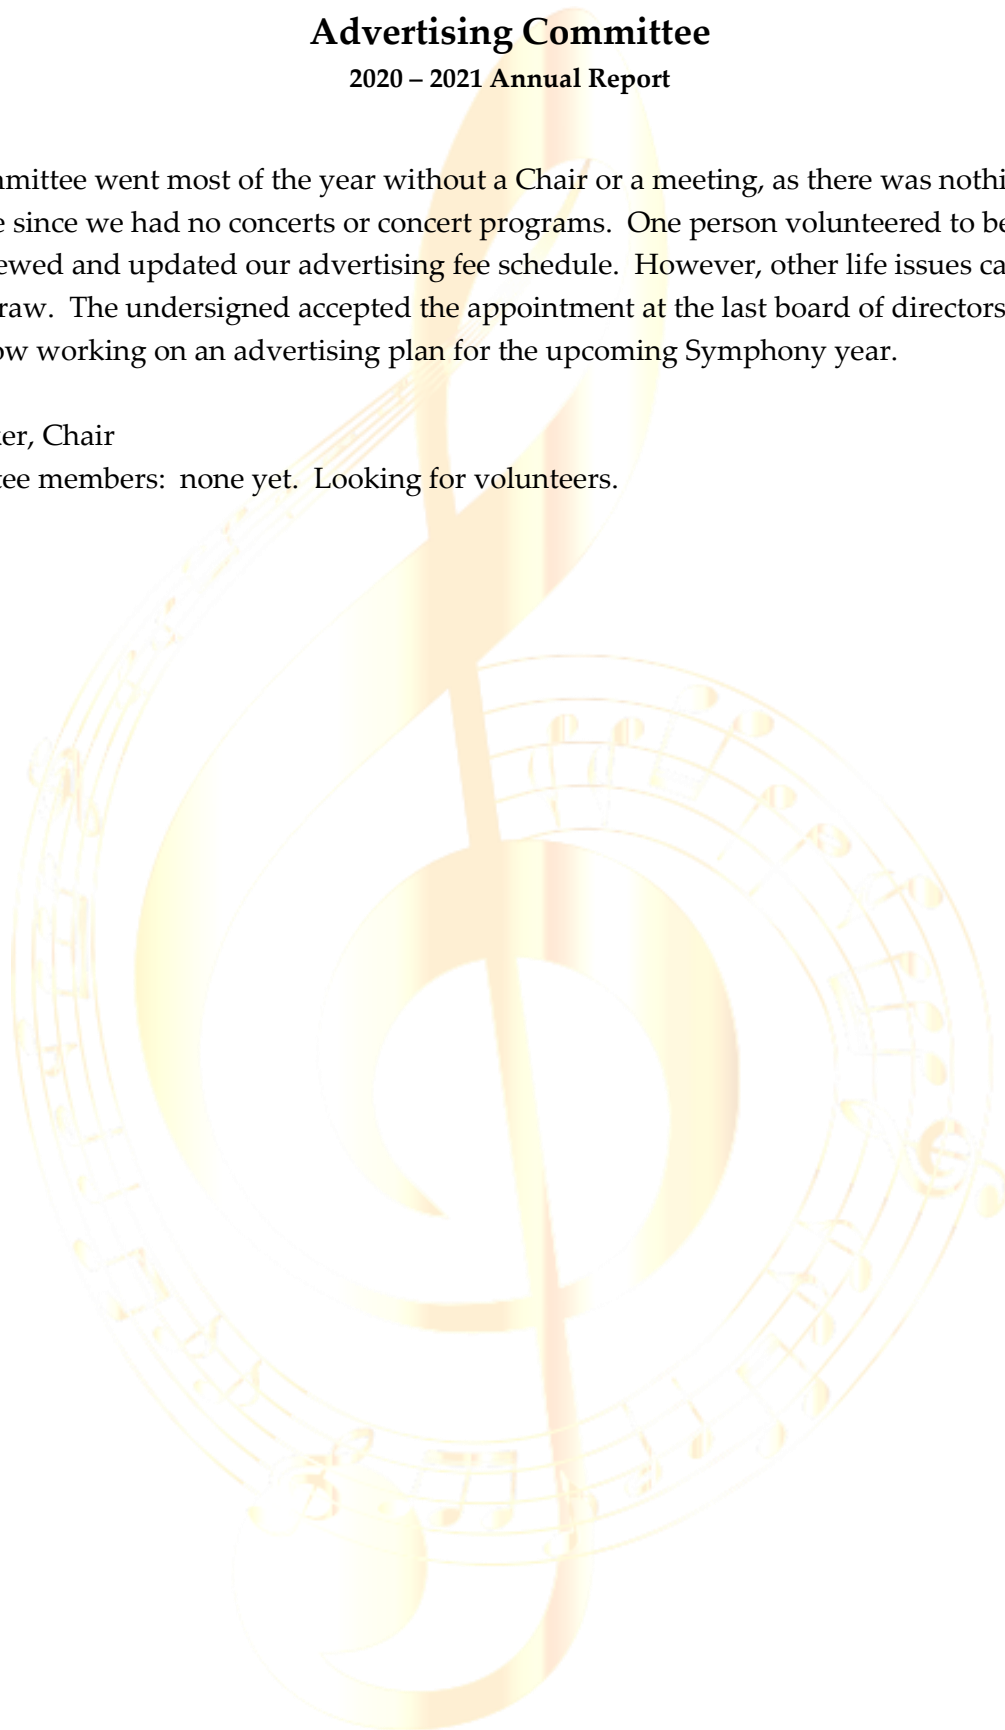 Advertising Committee
2020 – 2021 Annual Report
mmittee went most of the year without a Chair or a meeting, as there was nothi
e since we had no concerts or concert programs. One person volunteered to be
ewed and updated our advertising fee schedule. However, other life issues ca
raw. The undersigned accepted the appointment at the last board of directors
ow working on an advertising plan for the upcoming Symphony year.
er, Chair
tee members: none yet. Looking for volunteers.